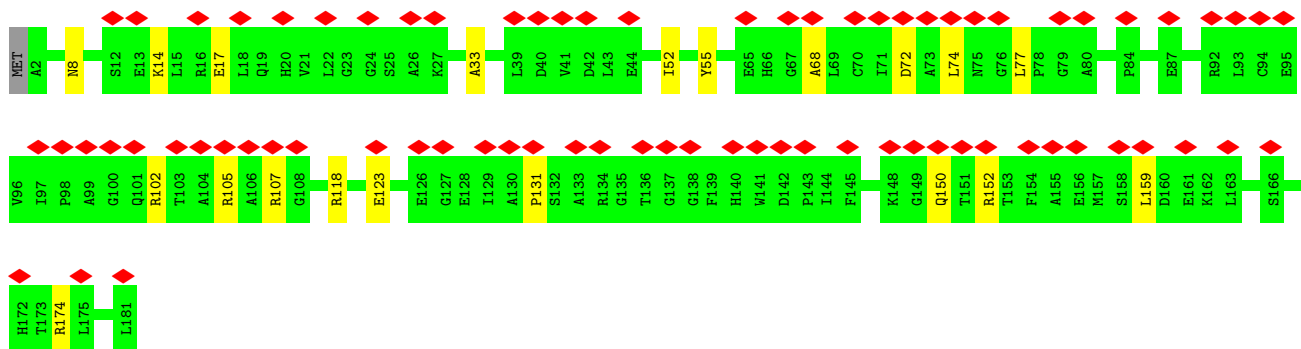 MET A2 N8 S12 E13 K14 L15 R16 E17 L18 Q19 H20 V21 L22 G23 G24 S25 A26 K27 A33 L39 D40 V41 D42 L43 E44 I52 Y55 E65 H66 G67 A68 L69 C70 I71 D72 A73 L74 N75 G76 L77 P78 G79 A80 P84 E87 R92 L93 C94 E95
V96 I97 P98 A99 G100 Q101 R102 T103 A104 R105 A106 R107 G108 R118 E123 E126 G127 E128 I129 A130 P131 S132 A133 R134 G135 T136 G137 G138 F139 H140 W141 D142 P143 I144 F145 K148 G149 Q150 T151 R152 T153 F154 A155 E156 M157 S158 L159 D160 E161 K162 L163 S166
H172 T173 R174 L175 L181